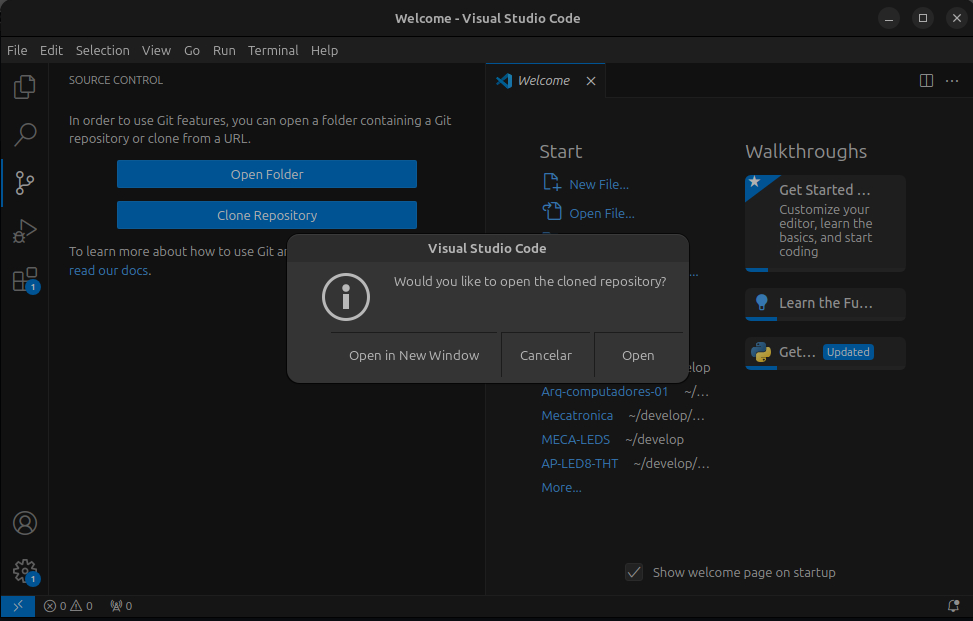 Welcome - Visual Studio Code
File Edit Selection View Go Run Terminal Help
SOURCE CONTROL
In order to use Git features, you can open a folder containing a Git
repository or clone from a URL.
Open Folder
Clone Repository
To learn more about how to use Git
read our docs.
Welcome
Start
New File...
Open File...
...
elop
Arq-computadores-01 ~/...
Mecatronica ~/develop/...
MECA-LEDS ~/develop
AP-LED8-THT ~/develop/...
More...
Walkthroughs
Get Started ...
Customize your
editor, learn the
basics, and start
coding
Learn the Fu...
Get... Updated
Visual Studio Code
Would you like to open the cloned repository?
Open in New Window Cancelar Open
Show welcome page on startup
1
1
0 0 0